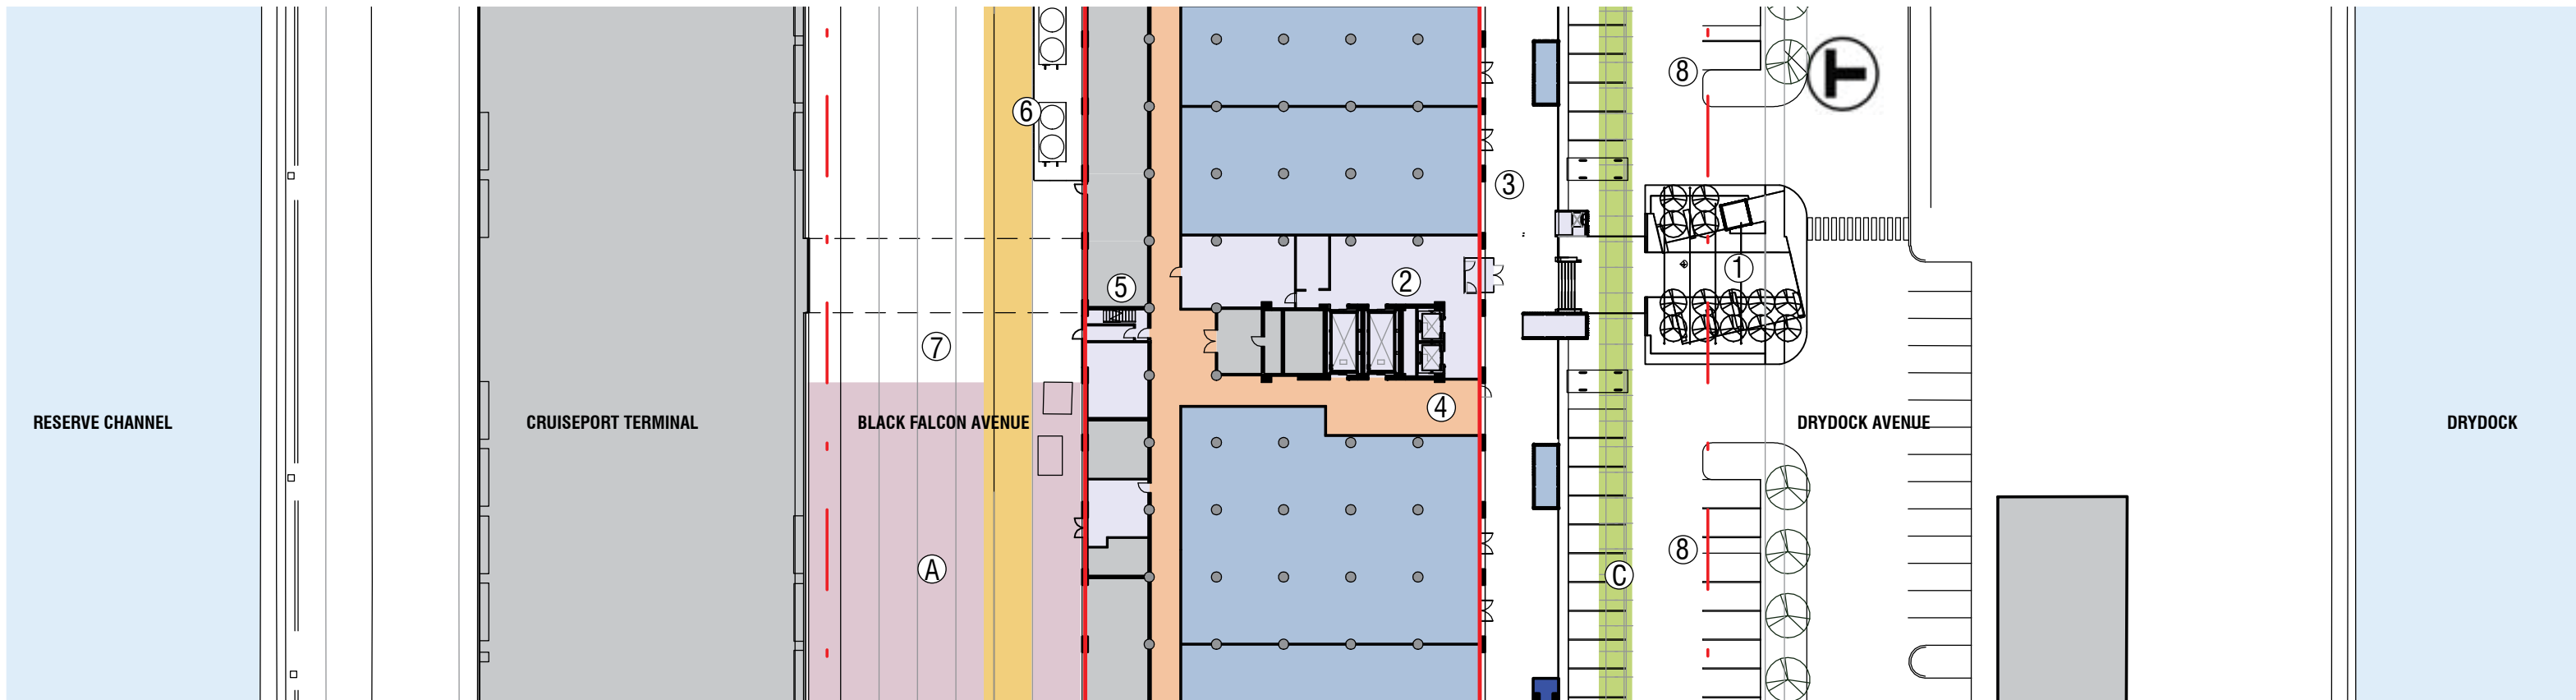 8
T
6
3
1
5
2
7
4
RESERVE CHANNEL
CRUISEPORT TERMINAL
BLACK FALCON AVENUE
DRYDOCK AVENUE
DRYDOCK
8
A
C